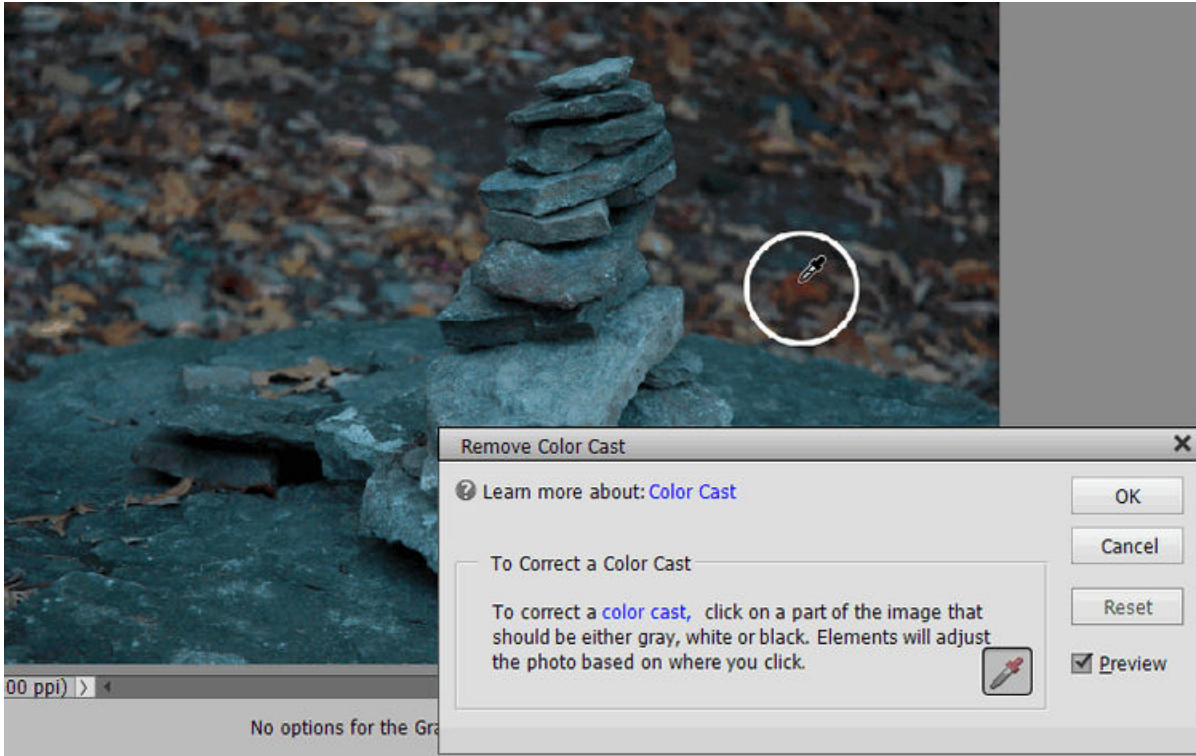 Remove Color Cast
Learn more about: Color Cast
OK
Cancel
To Correct a Color Cast
To correct a color cast, click on a part of the image that
should be either gray, white or black. Elements will adjust
the photo based on where you click.
Reset
Preview
00 ppi)
No options for the Gra